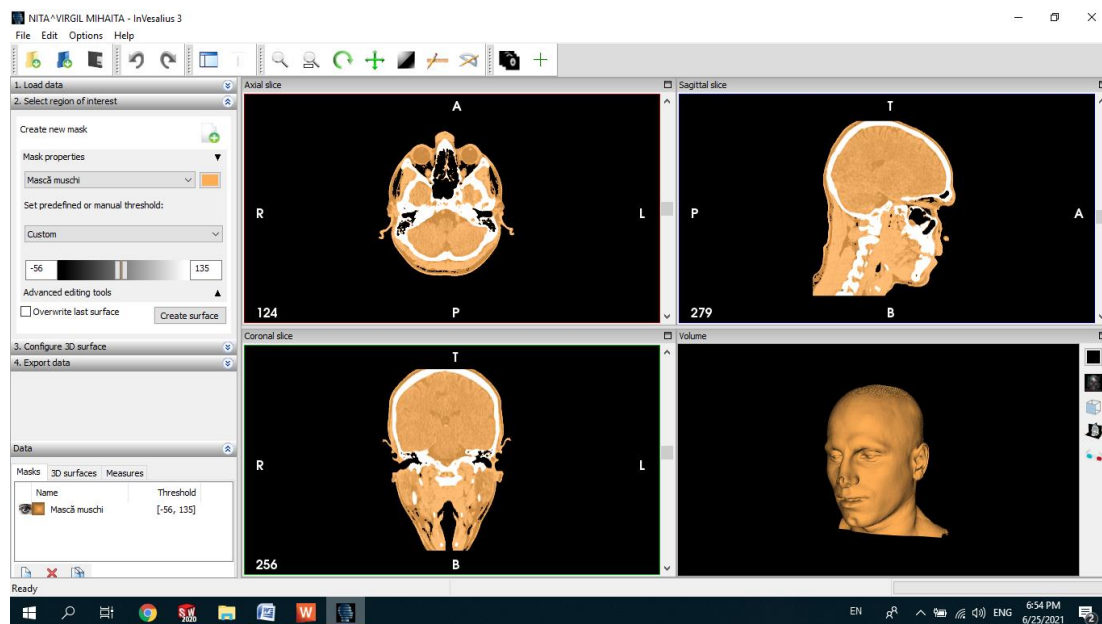 NITA^VIRGIL MIHAITA - InVesalius 3
File Edit Options Help
1. Load data
2. Select region of interest
Create new mask
Mask properties
Mască muschi
Set predefined or manual threshold:
Custom
-56 135
Advanced editing tools
Overwrite last surface Create surface
3. Configure 3D surface
4. Export data
Data
Masks 3D surfaces Measures
Name Threshold
Mască muschi [-56, 135]
Axial slice
A
R L
124 P
Sagittal slice
T
P A
279 B
Coronal slice
T
R L
256 B
Volume
Ready
SW
2020
W
W
EN ENG 6:54 PM
6/25/2021
2